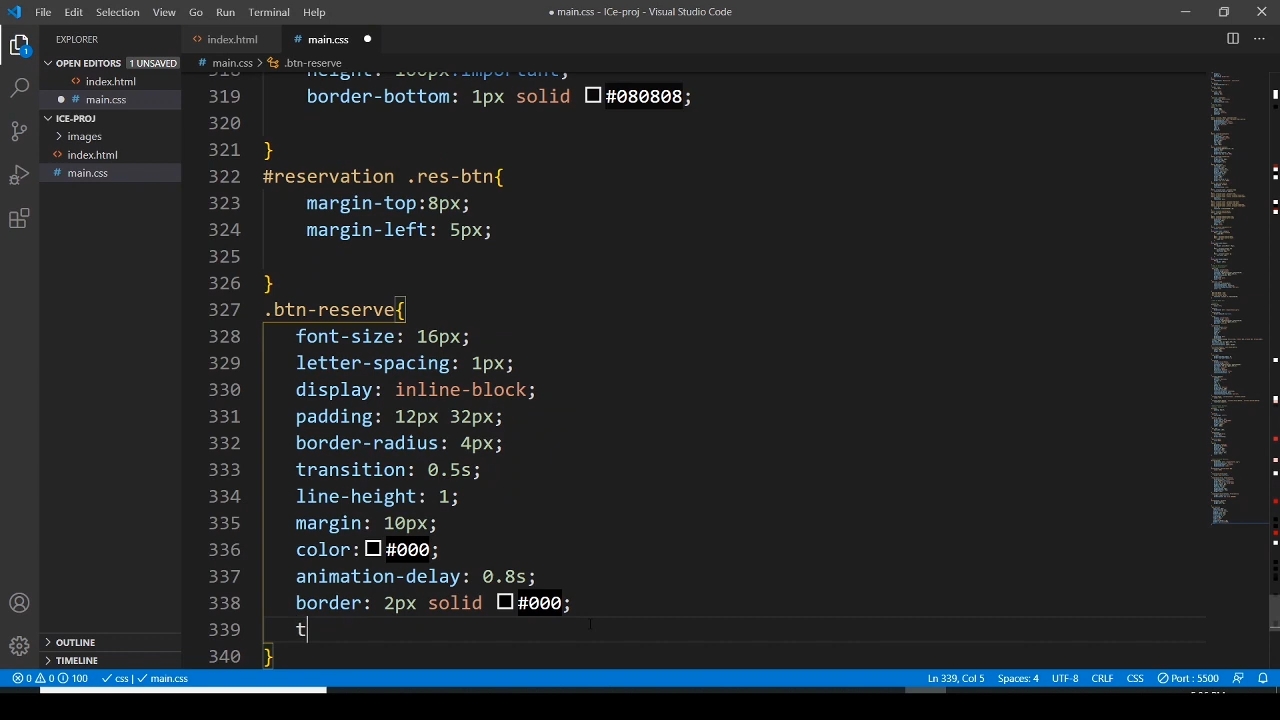 File Edit Selection View Go Run Terminal Help ● main.css - ICe-proj - Visual Studio Code
EXPLORER
OPEN EDITORS 1 UNSAVED
index.html
main.css
ICE-PROJ
images
index.html
main.css
OUTLINE
TIMELINE
1
index.html main.css
main.css > .btn-reserve
319 border-bottom: 1px solid #080808;
320
321 }
322 #reservation .res-btn{
323 margin-top:8px;
324 margin-left: 5px;
325
326 }
327 .btn-reserve{
328 font-size: 16px;
329 letter-spacing: 1px;
330 display: inline-block;
331 padding: 12px 32px;
332 border-radius: 4px;
333 transition: 0.5s;
334 line-height: 1;
335 margin: 10px;
336 color:#000;
337 animation-delay: 0.8s;
338 border: 2px solid #000;
339 t
340 }
0 0 100 css main.css Ln 339, Col 5 Spaces: 4 UTF-8 CRLF CSS Port : 5500